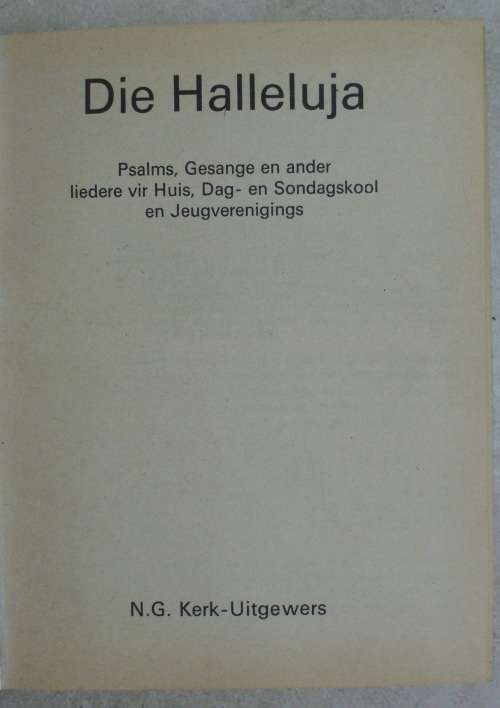 Die Halleluja
Psalms, Gesange en ander
liedere vir Huis, Dag- en Sondagskool
en Jeugverenigings
N.G. Kerk-Uitgewers